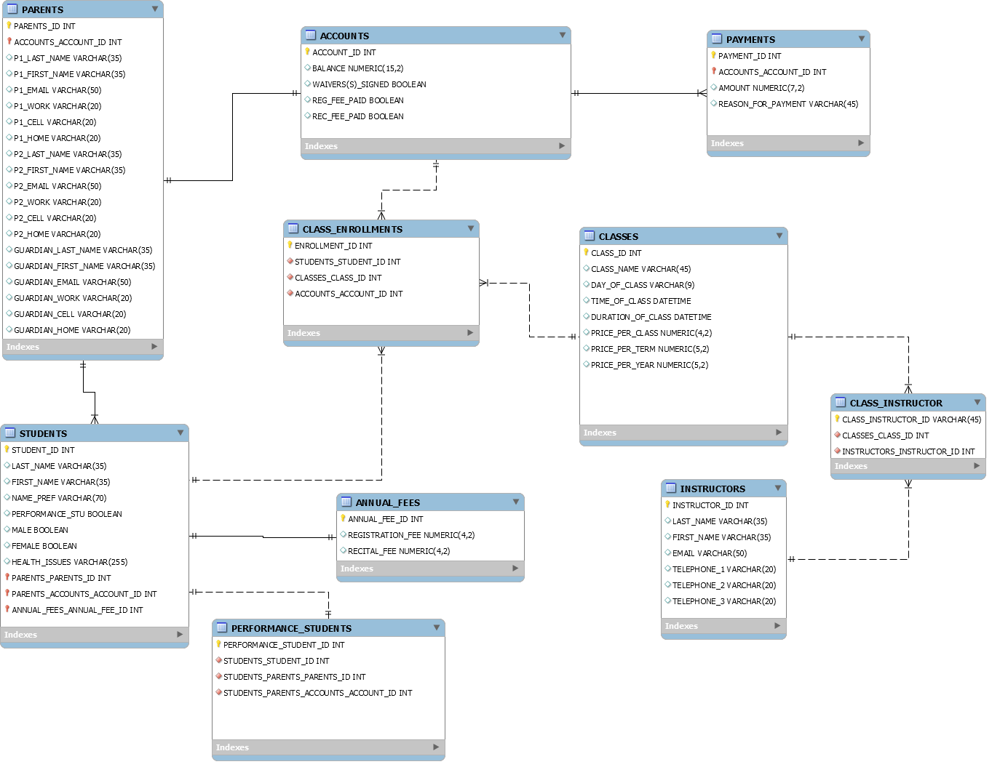 PARENTS
PARENTS_ID INT
ACCOUNTS_ACCOUNT_ID INT
P1_LAST_NAME VARCHAR(35)
P1_FIRST_NAME VARCHAR(35)
P1_EMAIL VARCHAR(50)
P1_WORK VARCHAR(20)
P1_CELL VARCHAR(20)
P1_HOME VARCHAR(20)
P2_LAST_NAME VARCHAR(35)
P2_FIRST_NAME VARCHAR(35)
P2_EMAIL VARCHAR(50)
P2_WORK VARCHAR(20)
P2_CELL VARCHAR(20)
P2_HOME VARCHAR(20)
GUARDIAN_LAST_NAME VARCHAR(35)
GUARDIAN_FIRST_NAME VARCHAR(35)
GUARDIAN_EMAIL VARCHAR(50)
GUARDIAN_WORK VARCHAR(20)
GUARDIAN_CELL VARCHAR(20)
GUARDIAN_HOME VARCHAR(20)
Indexes
ACCOUNTS
ACCOUNT_ID INT
BALANCE NUMERIC(15,2)
WAIVERS(S)_SIGNED BOOLEAN
REG_FEE_PAID BOOLEAN
REC_FEE_PAID BOOLEAN
Indexes
PAYMENTS
PAYMENT_ID INT
ACCOUNTS_ACCOUNT_ID INT
AMOUNT NUMERIC(7,2)
REASON_FOR_PAYMENT VARCHAR(45)
Indexes
CLASS_ENROLLMENTS
ENROLLMENT_ID INT
STUDENTS_STUDENT_ID INT
CLASSES_CLASS_ID INT
ACCOUNTS_ACCOUNT_ID INT
Indexes
CLASSES
CLASS_ID INT
CLASS_NAME VARCHAR(45)
DAY_OF_CLASS VARCHAR(9)
TIME_OF_CLASS DATETIME
DURATION_OF_CLASS DATETIME
PRICE_PER_CLASS NUMERIC(4,2)
PRICE_PER_TERM NUMERIC(5,2)
PRICE_PER_YEAR NUMERIC(5,2)
Indexes
CLASS_INSTRUCTOR
CLASS_INSTRUCTOR_ID VARCHAR(45)
CLASSES_CLASS_ID INT
INSTRUCTORS_INSTRUCTOR_ID INT
Indexes
STUDENTS
STUDENT_ID INT
LAST_NAME VARCHAR(35)
FIRST_NAME VARCHAR(35)
NAME_PREF VARCHAR(70)
PERFORMANCE_STU BOOLEAN
MALE BOOLEAN
FEMALE BOOLEAN
HEALTH_ISSUES VARCHAR(255)
PARENTS_PARENTS_ID INT
PARENTS_ACCOUNTS_ACCOUNT_ID INT
ANNUAL_FEES_ANNUAL_FEE_ID INT
Indexes
ANNUAL_FEES
ANNUAL_FEE_ID INT
REGISTRATION_FEE NUMERIC(4,2)
RECITAL_FEE NUMERIC(4,2)
Indexes
INSTRUCTORS
INSTRUCTOR_ID INT
LAST_NAME VARCHAR(35)
FIRST_NAME VARCHAR(35)
EMAIL VARCHAR(50)
TELEPHONE_1 VARCHAR(20)
TELEPHONE_2 VARCHAR(20)
TELEPHONE_3 VARCHAR(20)
Indexes
PERFORMANCE_STUDENTS
PERFORMANCE_STUDENT_ID INT
STUDENTS_STUDENT_ID INT
STUDENTS_PARENTS_PARENTS_ID INT
STUDENTS_PARENTS_ACCOUNTS_ACCOUNT_ID INT
Indexes